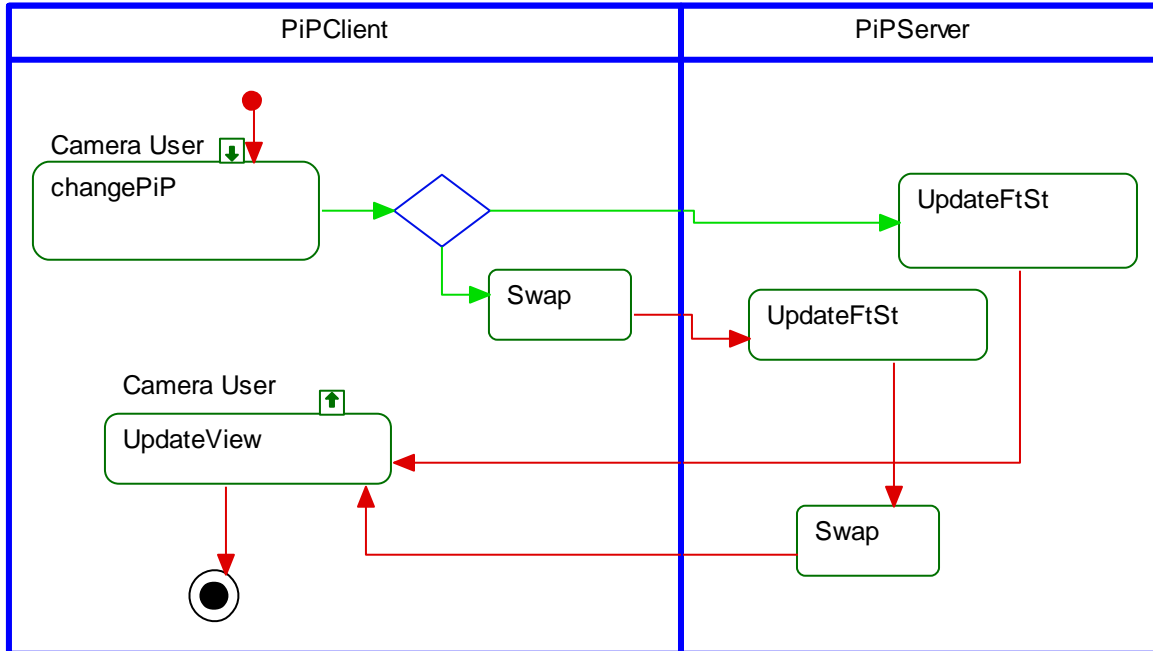 PiPClient
PiPServer
Camera User
changePiP
UpdateFtSt
Swap
UpdateFtSt
Camera User
UpdateView
Swap